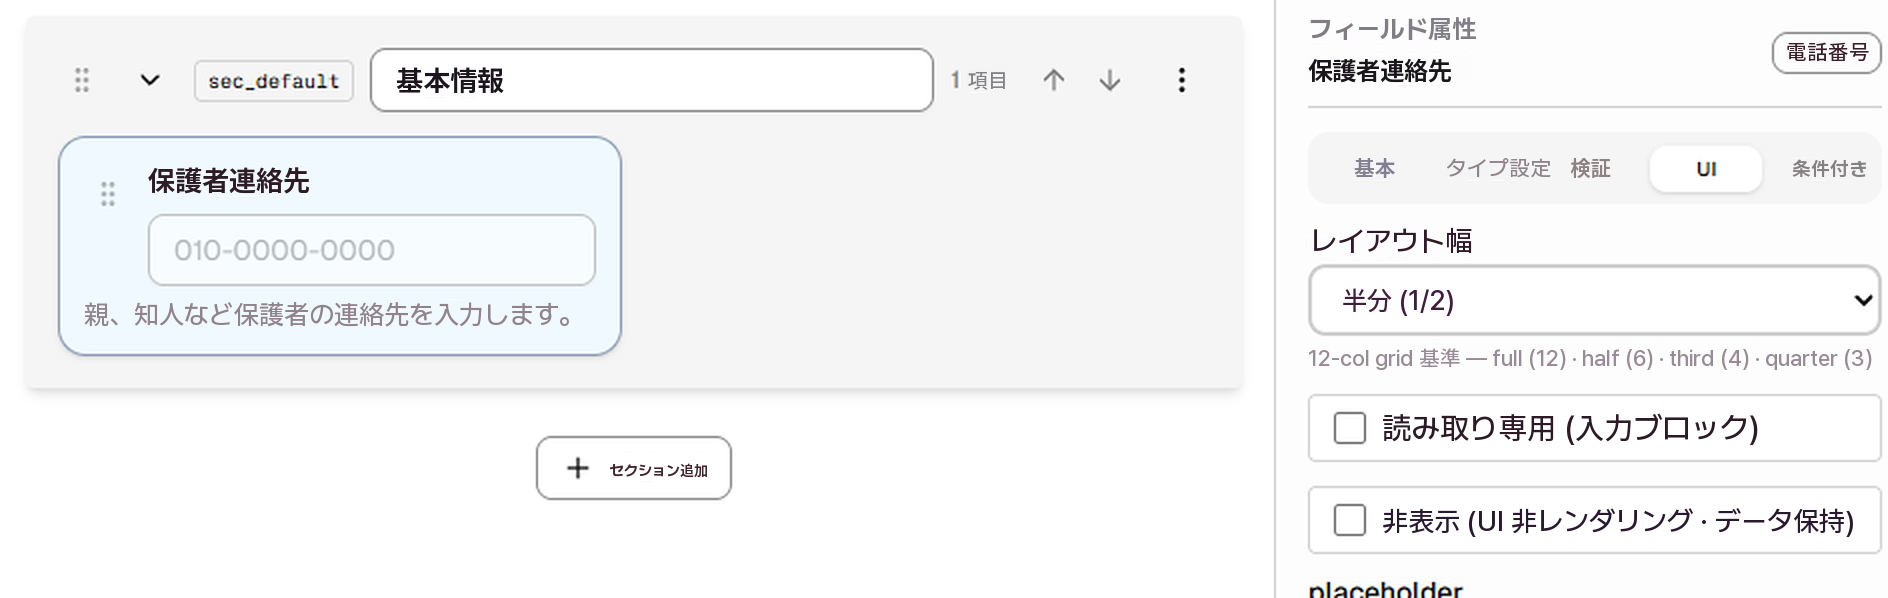 sec_default
基本情報
1 項目
保護者連絡先
010-0000-0000
親、知人など保護者の連絡先を入力します。
セクション追加
フィールド属性
保護者連絡先
電話番号
基本 タイプ設定 検証 UI 条件付き
レイアウト幅
半分 (1/2)
12-col grid 基準 — full (12) · half (6) · third (4) · quarter (3)
読み取り専用 (入力ブロック)
非表示 (UI 非レンダリング · データ保持)
placeholder